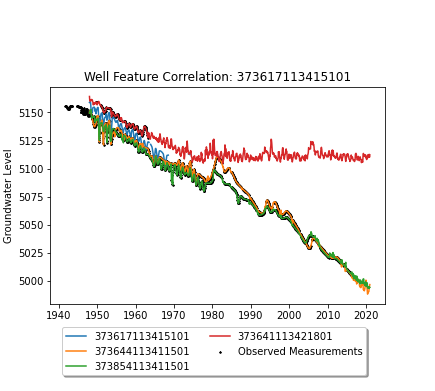 Well Feature Correlation: 373617113415101
Groundwater Level
5150
5125
5100
5075
5050
5025
5000
1940 1950 1960 1970 1980 1990 2000 2010 2020
373617113415101
373644113411501
373854113411501
373641113421801
Observed Measurements